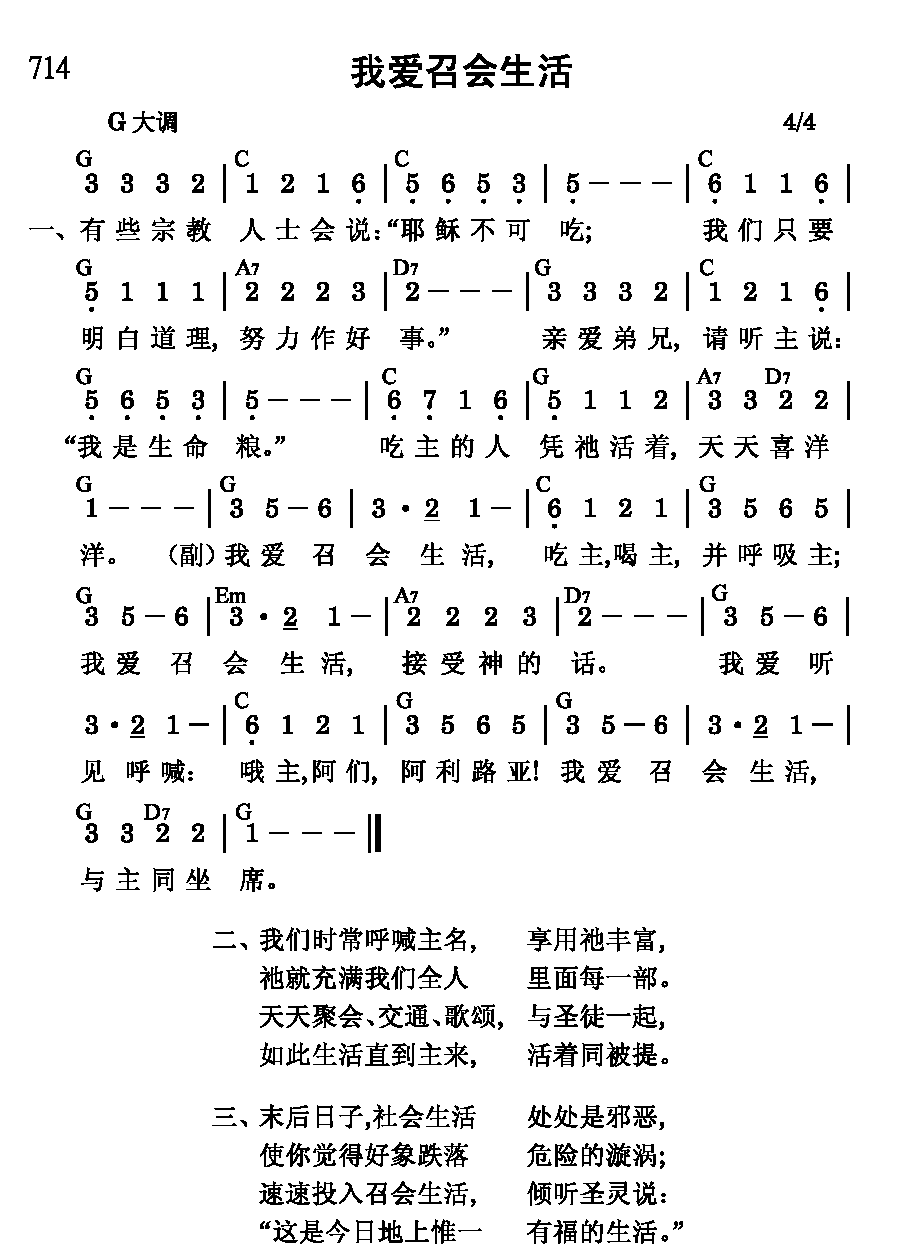 714 我爱召会生活
G 大调 4/4
G C C C
3 3 3 2 | 1 2 1 6̣ | 5̣ 6̣ 5̣ 3̣ | 5̣ - - - | 6̣ 1 1 6̣ |
一、有些宗教 人士会说:“耶稣不可 吃; 我们只要
G A7 D7 G C
5̣ 1 1 1 | 2 2 2 3 | 2 - - - | 3 3 3 2 | 1 2 1 6̣ |
明白道理, 努力作好 事。” 亲爱弟兄, 请听主说:
G C G A7 D7
5̣ 6̣ 5̣ 3̣ | 5̣ - - - | 6̣ 7̣ 1 6̣ | 5̣ 1 1 2 | 3 3 2 2 |
“我是生命 粮。” 吃主的人 凭祂活着, 天天喜洋
G G C G
1 - - - | 3 5 - 6 | 3 · 2̲ 1 - | 6̣ 1 2 1 | 3 5 6 5 |
洋。 (副)我爱 召 会 生活, 吃主,喝主, 并呼吸主;
G Em A7 D7 G
3 5 - 6 | 3 · 2̲ 1 - | 2 2 2 3 | 2 - - - | 3 5 - 6 |
我爱 召 会 生活, 接受神的 话。 我爱 听
C G G
3 · 2̲ 1 - | 6̣ 1 2 1 | 3 5 6 5 | 3 5 - 6 | 3 · 2̲ 1 - |
见 呼喊: 哦主,阿们, 阿利路亚! 我爱 召 会 生活,
G D7 G
3 3 2 2 | 1 - - - ‖
与主同坐 席。
二、我们时常呼喊主名, 享用祂丰富,
祂就充满我们全人 里面每一部。
天天聚会、交通、歌颂, 与圣徒一起,
如此生活直到主来, 活着同被提。
三、末后日子,社会生活 处处是邪恶,
使你觉得好象跌落 危险的漩涡;
速速投入召会生活, 倾听圣灵说:
“这是今日地上惟一 有福的生活。”